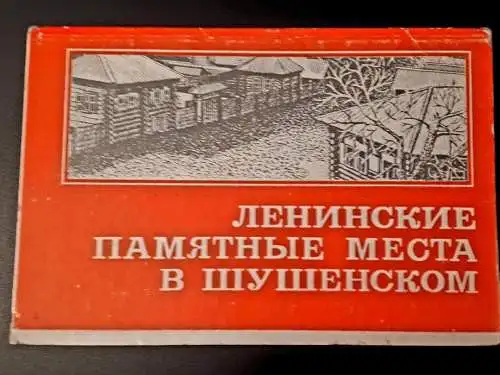 ЛЕНИНСКИЕ
ПАМЯТНЫЕ МЕСТА
В ШУШЕНСКОМ